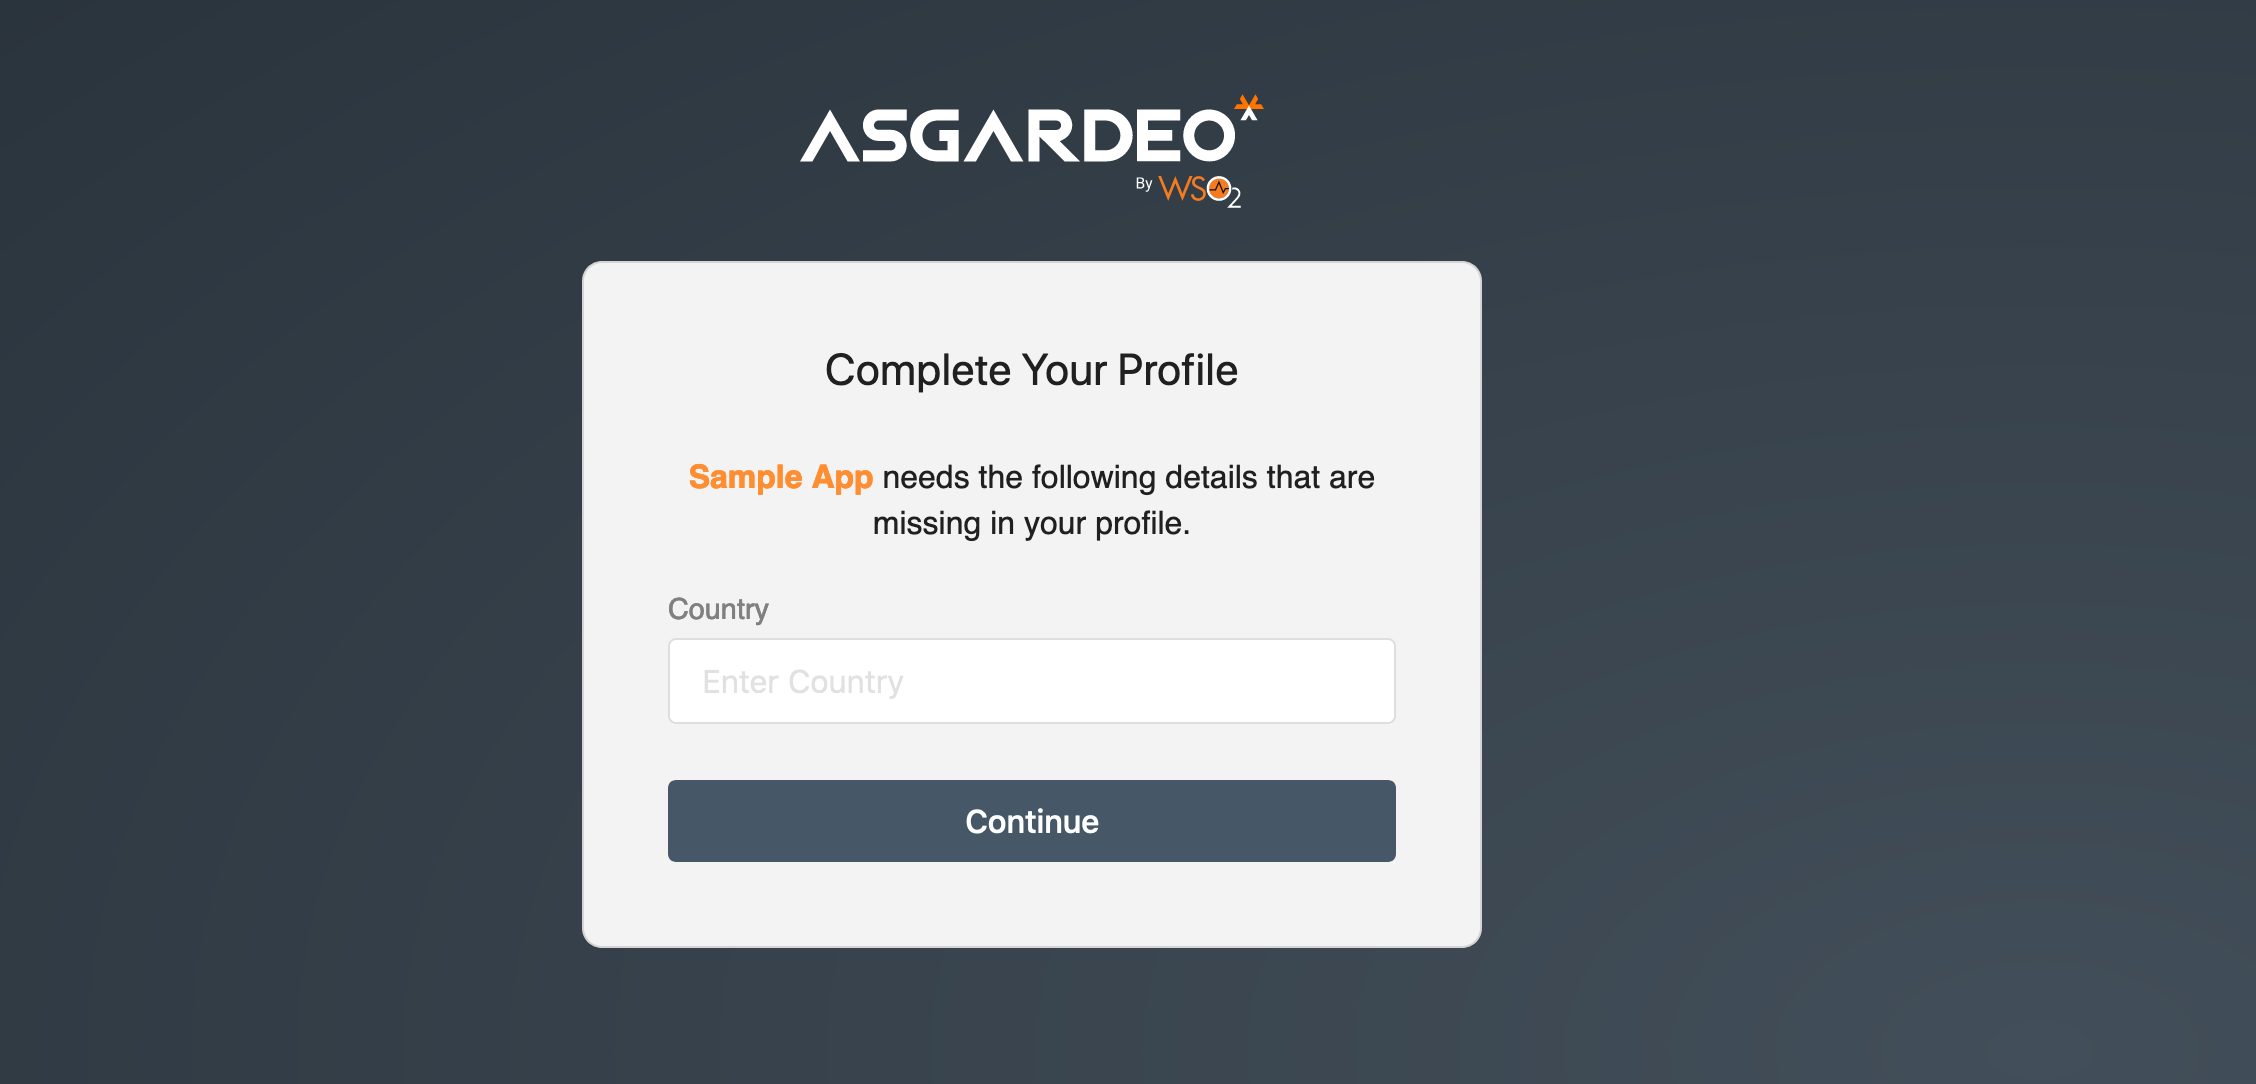 ASGARDEO
By WSO2
Complete Your Profile
Sample App needs the following details that are
missing in your profile.
Country
Enter Country
Continue